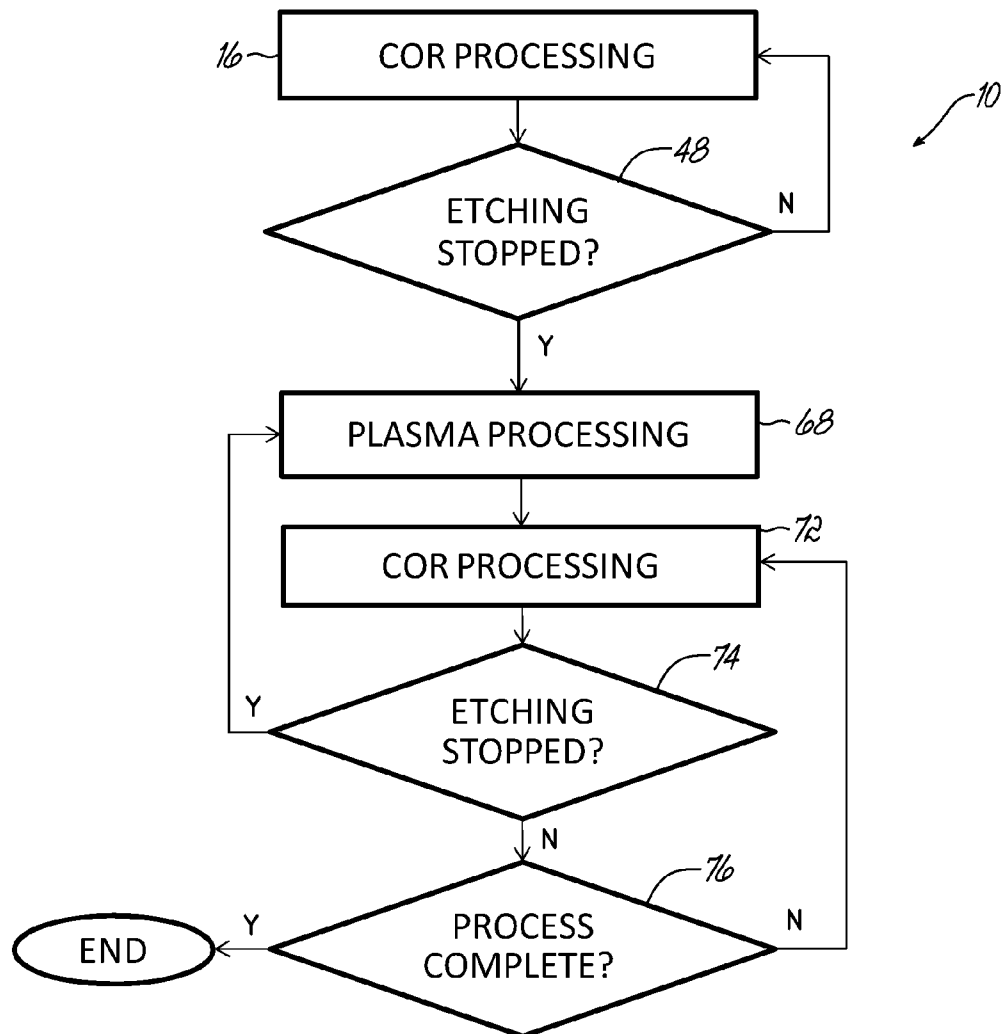 16
COR PROCESSING
10
48
ETCHING
STOPPED?
N
Y
PLASMA PROCESSING
68
72
COR PROCESSING
74
Y
ETCHING
STOPPED?
N
76
Y
N
END
PROCESS
COMPLETE?